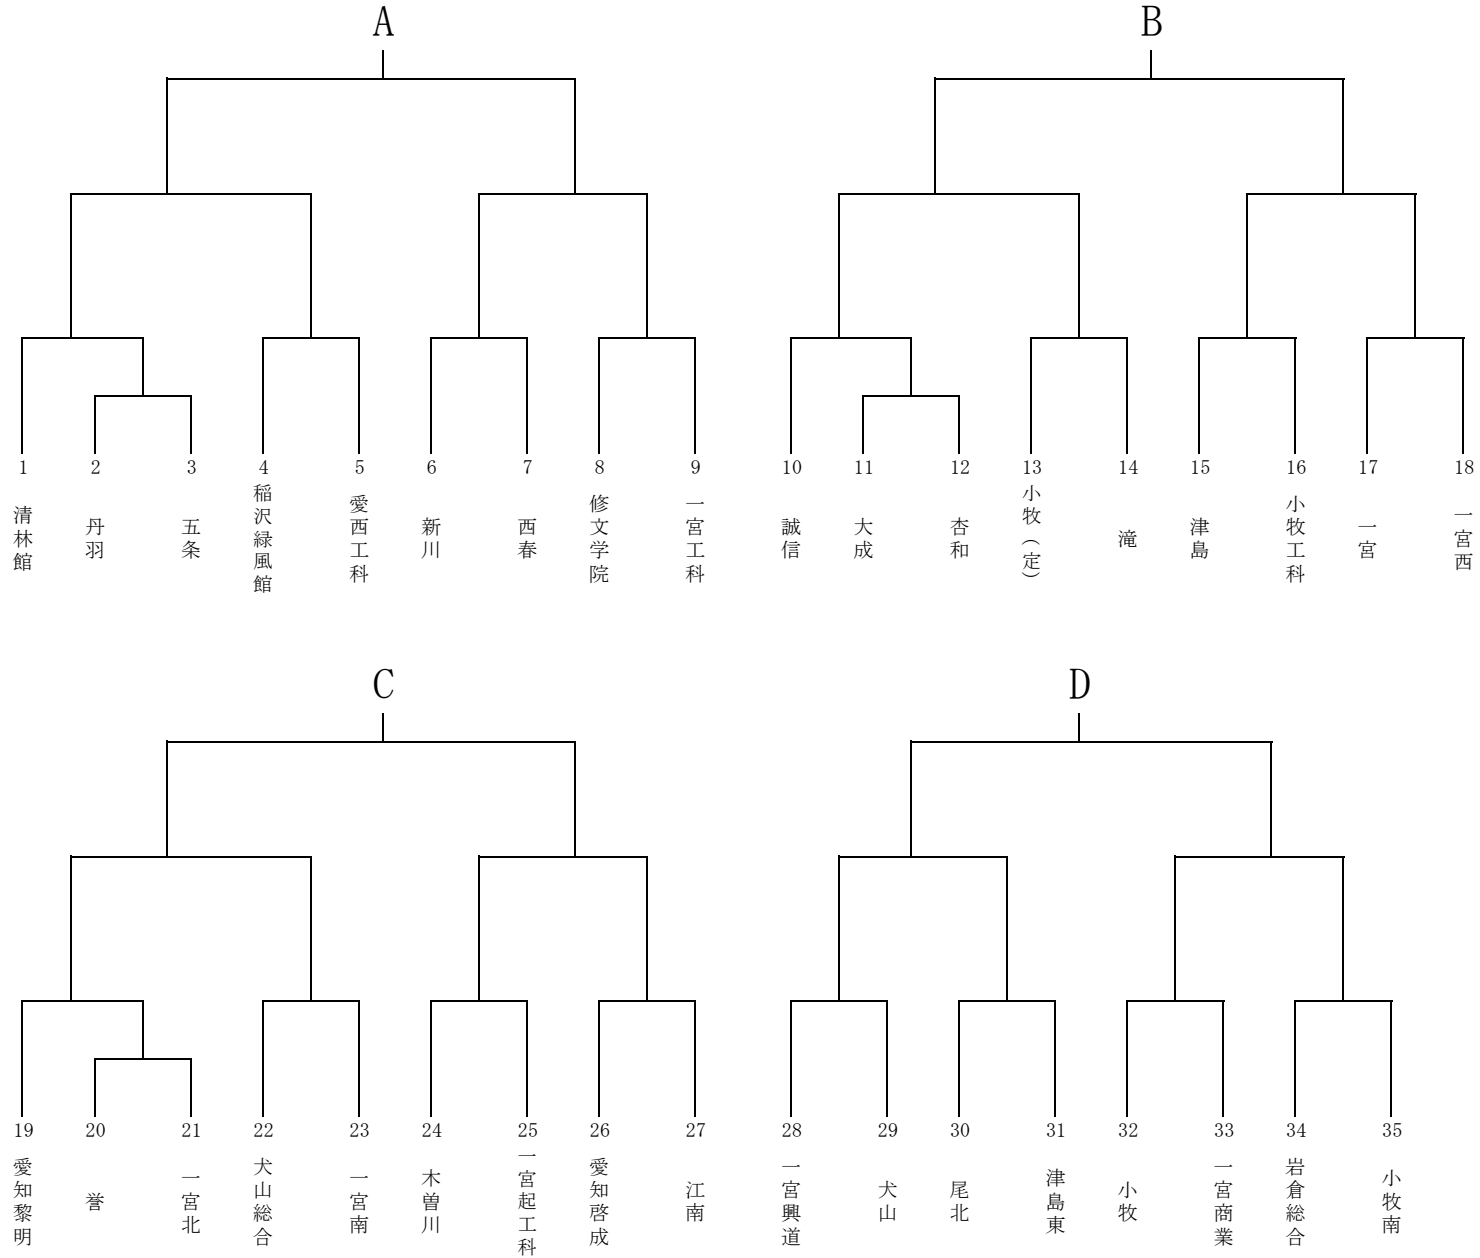 A
B
1
2
3
4
5
6
7
8
9
10
11
12
13
14
15
16
17
18
清林館
丹羽
五条
稲沢緑風館
愛西工科
新川
西春
修文学院
一宮工科
誠信
大成
杏和
小牧（定）
滝
津島
小牧工科
一宮
一宮西
C
D
19
20
21
22
23
24
25
26
27
28
29
30
31
32
33
34
35
愛知黎明
誉
一宮北
犬山総合
一宮南
木曽川
一宮起工科
愛知啓成
江南
一宮興道
犬山
尾北
津島東
小牧
一宮商業
岩倉総合
小牧南